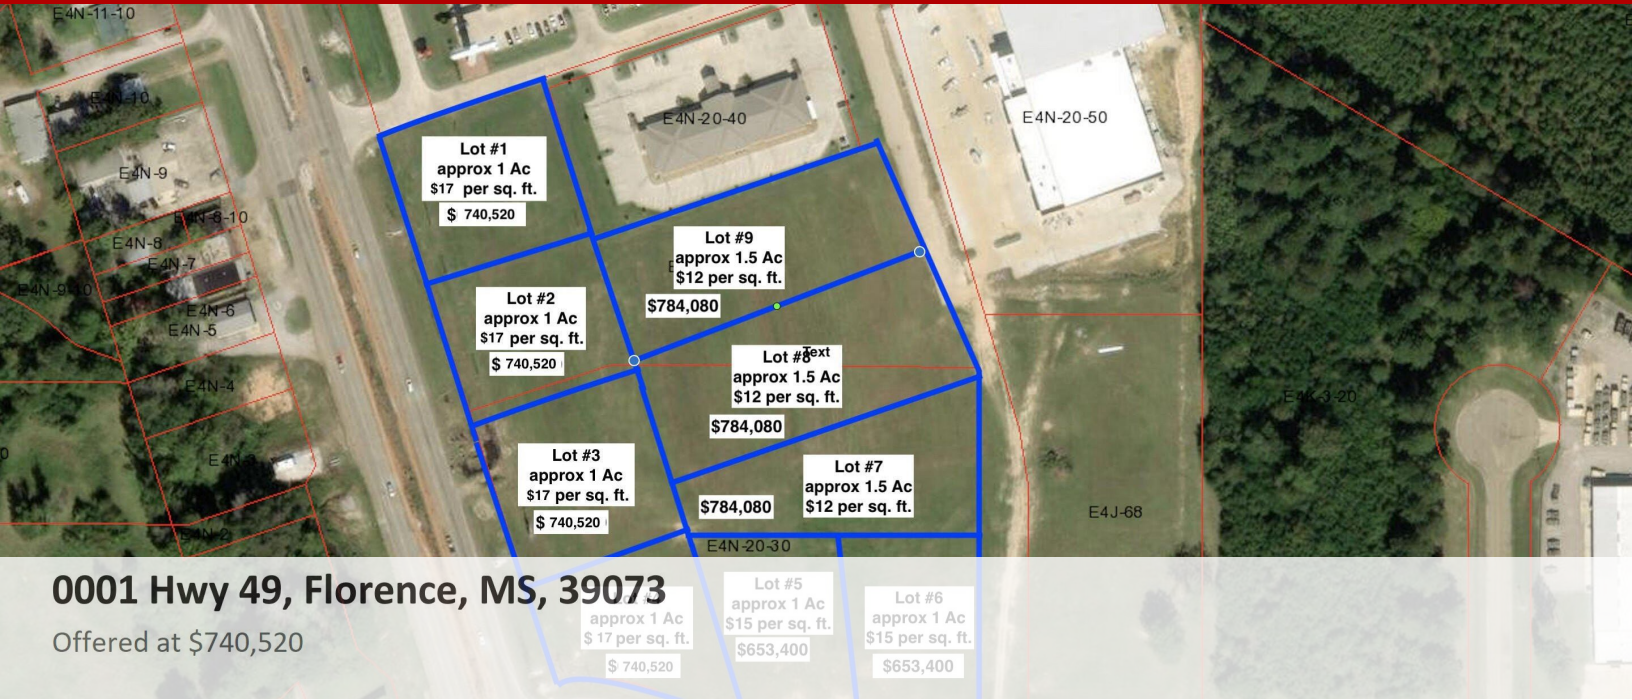 E4N-11-10
E4N-10
E4N-20-40
E4N-20-50
Lot #1
approx 1 Ac
$17 per sq. ft.
$ 740,520
E4N-9
E4N-8-10
E4N-8
E4N-7
E4N-9-10
E4N-6
E4N-5
Lot #9
approx 1.5 Ac
$12 per sq. ft.
$784,080
Lot #2
approx 1 Ac
$17 per sq. ft.
$ 740,520
Text
Lot #8
approx 1.5 Ac
$12 per sq. ft.
$784,080
E4N-4
Lot #3
approx 1 Ac
$17 per sq. ft.
$ 740,520
Lot #7
approx 1.5 Ac
$12 per sq. ft.
$784,080
E4J-68
E4N-2
E4N-20-30
0001 Hwy 49, Florence, MS, 39073
Offered at $740,520
approx 1 Ac
$ 17 per sq. ft.
$ 740,520
Lot #5
approx 1 Ac
$15 per sq. ft.
$653,400
Lot #6
approx 1 Ac
$15 per sq. ft.
$653,400